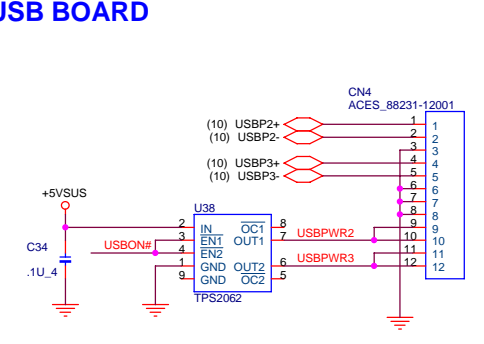 USB BOARD
CN4
ACES_88231-12001
(10) USBP2+ 1 1
(10) USBP2- 2 2
3 3
(10) USBP3+ 4 4
(10) USBP3- 5 5
6 6
7 7
8 8
9 9
10 10
11 11
12 12
+5VSUS
C34
.1U_4
USBON#
U38
2 IN OC1 8
3 EN1 OUT1 7 USBPWR2
4 EN2
1 GND OUT2 6 USBPWR3
9 GND OC2 5
TPS2062